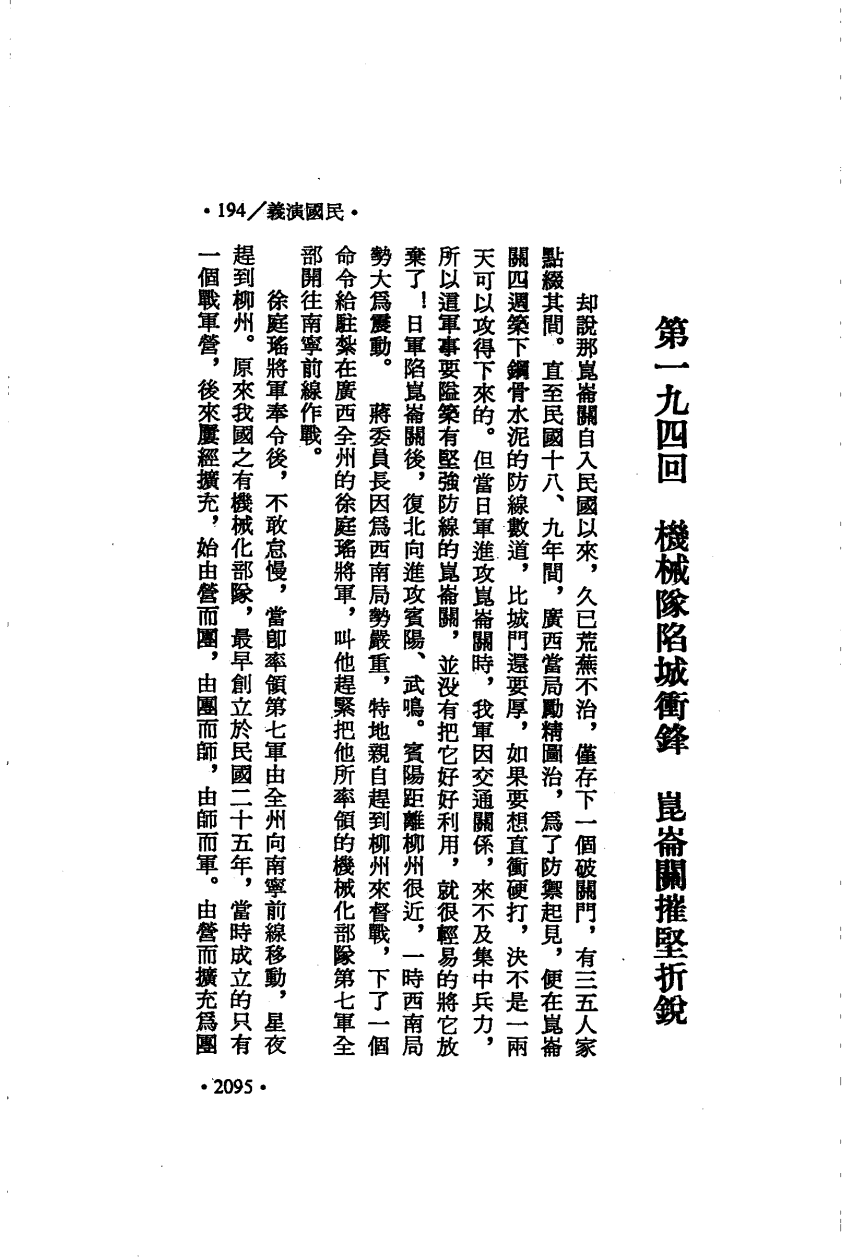 第一九四回　機械隊陷城衝鋒　崑崙關摧堅折銳
却說那崑崙關自入民國以來，久已荒蕪不治，僅存下一個破關門，有三五人家
點綴其間。直至民國十八、九年間，廣西當局勵精圖治，爲了防禦起見，便在崑崙
關四週築下鋼骨水泥的防線數道，比城門還要厚，如果要想直衝硬打，決不是一兩
天可以攻得下來的。但當日軍進攻崑崙關時，我軍因交通關係，來不及集中兵力，
所以這軍事要隘築有堅強防線的崑崙關，並没有把它好好利用，就很輕易的將它放
棄了！日軍陷崑崙關後，復北向進攻賓陽、武鳴。賓陽距離柳州很近，一時西南局
勢大爲震動。　蔣委員長因爲西南局勢嚴重，特地親自趕到柳州來督戰，下了一個
命令給駐紮在廣西全州的徐庭瑤將軍，叫他趕緊把他所率領的機械化部隊第七軍全
部開往南寧前線作戰。
徐庭瑤將軍奉令後，不敢怠慢，當卽率領第七軍由全州向南寧前線移動，星夜
趕到柳州。原來我國之有機械化部隊，最早創立於民國二十五年，當時成立的只有
一個戰軍營，後來屢經擴充，始由營而團，由團而師，由師而軍。由營而擴充爲團
•194／義演國民•
•2095•